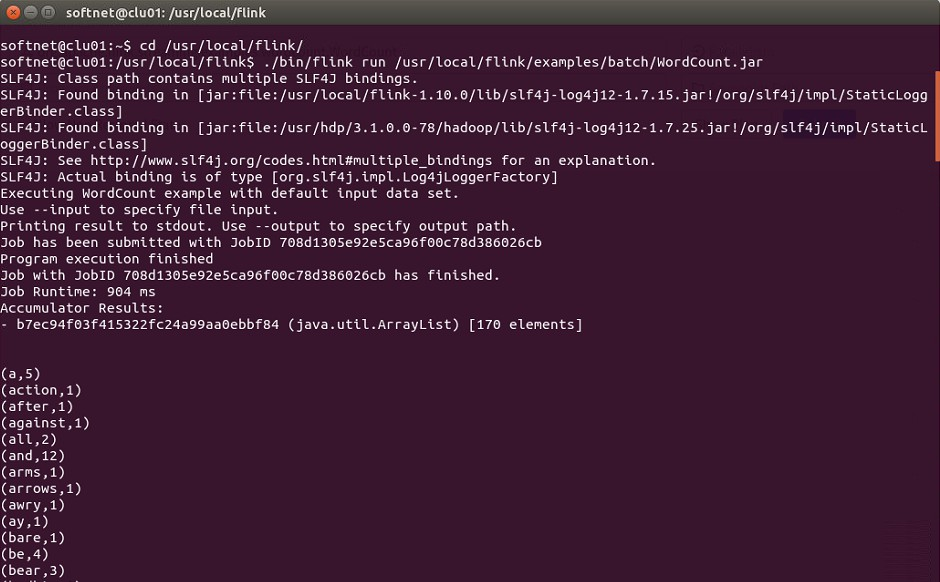 softnet@clu01: /usr/local/flink
softnet@clu01:~$ cd /usr/local/flink/
softnet@clu01:/usr/local/flink$ ./bin/flink run /usr/local/flink/examples/batch/WordCount.jar
SLF4J: Class path contains multiple SLF4J bindings.
SLF4J: Found binding in [jar:file:/usr/local/flink-1.10.0/lib/slf4j-log4j12-1.7.15.jar!/org/slf4j/impl/StaticLogg
erBinder.class]
SLF4J: Found binding in [jar:file:/usr/hdp/3.1.0.0-78/hadoop/lib/slf4j-log4j12-1.7.25.jar!/org/slf4j/impl/StaticL
oggerBinder.class]
SLF4J: See http://www.slf4j.org/codes.html#multiple_bindings for an explanation.
SLF4J: Actual binding is of type [org.slf4j.impl.Log4jLoggerFactory]
Executing WordCount example with default input data set.
Use --input to specify file input.
Printing result to stdout. Use --output to specify output path.
Job has been submitted with JobID 708d1305e92e5ca96f00c78d386026cb
Program execution finished
Job with JobID 708d1305e92e5ca96f00c78d386026cb has finished.
Job Runtime: 904 ms
Accumulator Results:
- b7ec94f03f415322fc24a99aa0ebbf84 (java.util.ArrayList) [170 elements]
(a,5)
(action,1)
(after,1)
(against,1)
(all,2)
(and,12)
(arms,1)
(arrows,1)
(awry,1)
(ay,1)
(bare,1)
(be,4)
(bear,3)